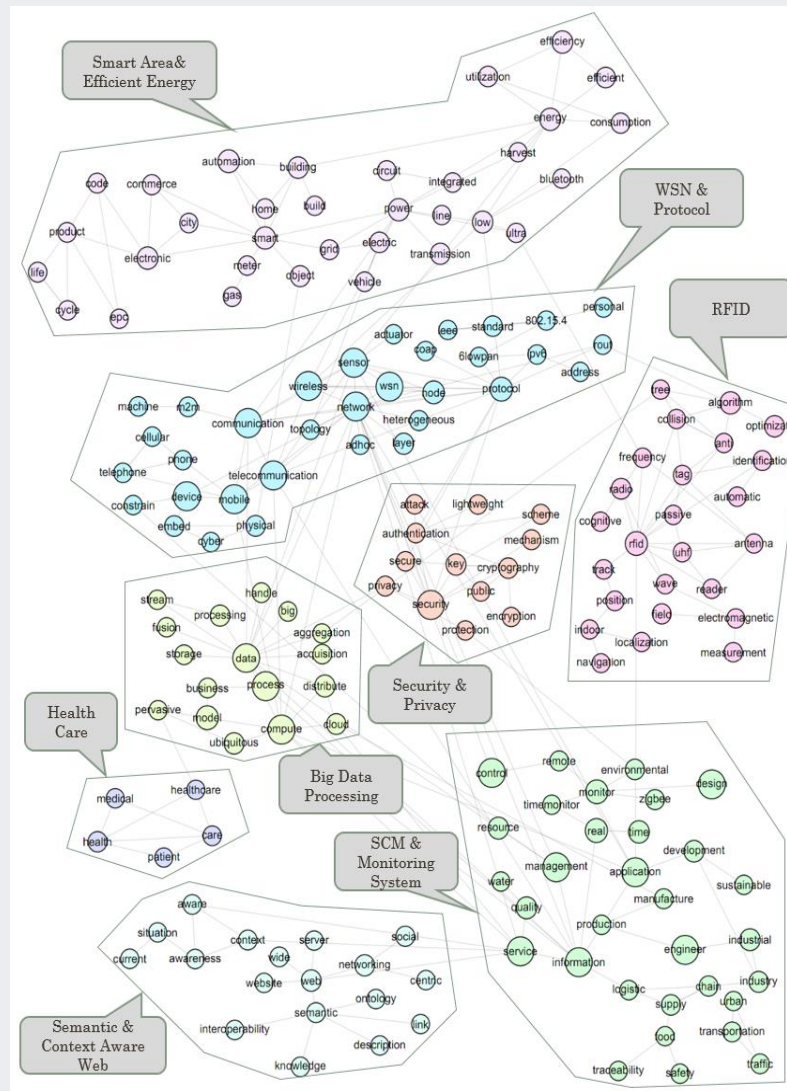 Smart Area&
Efficient Energy
efficiency
utilization
efficient
energy
consumption
automation
building
harvest
circuit
bluetooth
code
commerce
integrated
home
build
power
line
low
city
ultra
product
smart
electronic
grid
electric
transmission
life
meter
object
cycle
epc
gas
vehicle
WSN &
Protocol
personal
802.15.4
actuator
ieee
standard
rout
coap
6lowpan
ipv6
sensor
address
wireless
wsn
node
protocol
machine
m2m
network
communication
heterogeneous
topology
cellular
adhoc
layer
phone
telephone
telecommunication
device
mobile
constrain
embed
physical
cyber
RFID
tree
algorithm
collision
optimizat
anti
frequency
identification
tag
radio
automatic
cognitive
passive
rfid
uhf
antenna
track
wave
reader
position
field
electromagnetic
indoor
localization
navigation
measurement
attack
lightweight
scheme
authentication
mechanism
secure
key
cryptography
privacy
public
security
encryption
protection
Security &
Privacy
stream
handle
processing
big
fusion
aggregation
storage
data
acquisition
business
process
distribute
pervasive
model
compute
cloud
ubiquitous
Big Data
Processing
Health
Care
medical
healthcare
health
care
patient
SCM &
Monitoring
System
control
remote
environmental
design
monitor
timemonitor
zigbee
resource
real
time
development
management
application
water
sustainable
quality
manufacture
production
service
engineer
industrial
information
logistic
chain
industry
supply
urban
food
transportation
traceability
safety
traffic
aware
situation
context
server
social
current
awareness
wide
networking
website
web
centric
ontology
interoperability
semantic
link
description
knowledge
Semantic &
Context Aware
Web